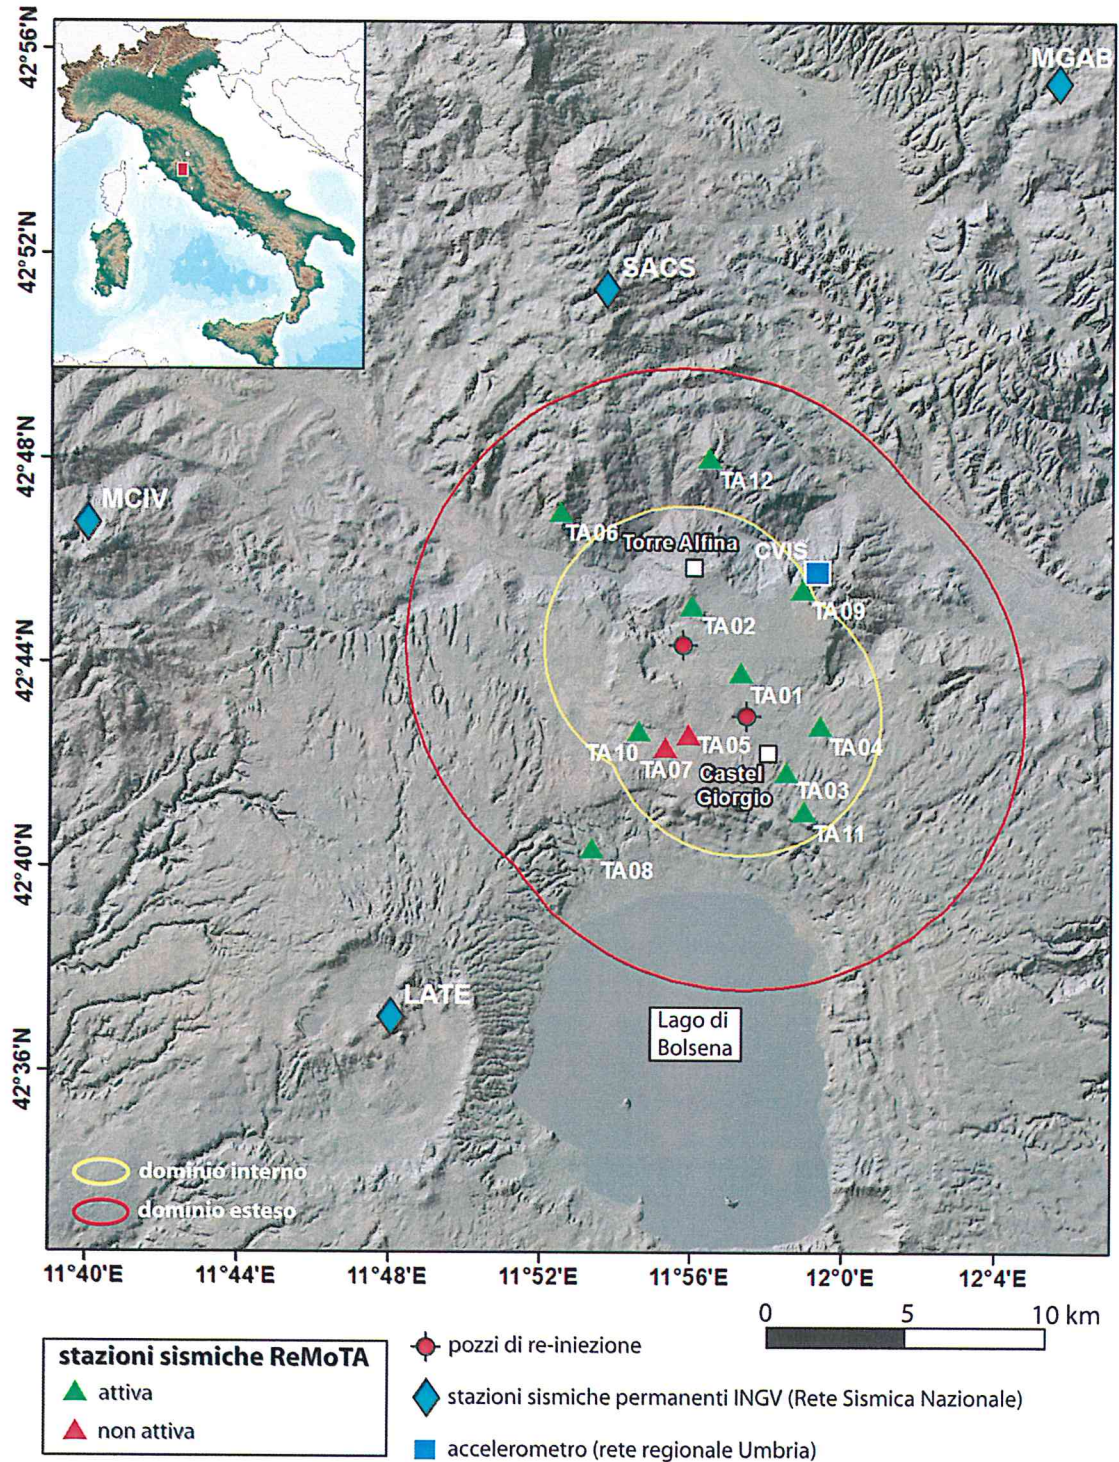 42°56'N
42°52'N
42°48'N
42°44'N
42°40'N
42°36'N
MGAB
SACS
MCIV
TA12
TA06
Torre Alfina
CVIS
TA09
TA02
TA01
TA10
TA05
TA04
TA07
Castel
Giorgio
TA03
TA11
TA08
LATE
Lago di
Bolsena
dominio interno
dominio esteso
11°40'E
11°44'E
11°48'E
11°52'E
11°56'E
12°0'E
12°4'E
0
5
10 km
stazioni sismiche ReMoTA
attiva
non attiva
pozzi di re-iniezione
stazioni sismiche permanenti INGV (Rete Sismica Nazionale)
accelerometro (rete regionale Umbria)